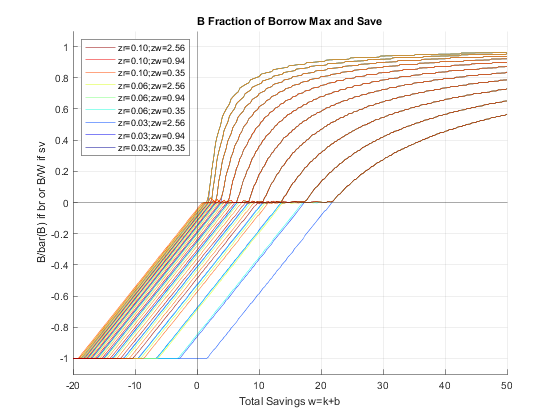 B Fraction of Borrow Max and Save
zr=0.10;zw=2.56
zr=0.10;zw=0.94
zr=0.10;zw=0.35
zr=0.06;zw=2.56
zr=0.06;zw=0.94
zr=0.06;zw=0.35
zr=0.03;zw=2.56
zr=0.03;zw=0.94
zr=0.03;zw=0.35
B/bar(B) if br or B/W if sv
1
0.8
0.6
0.4
0.2
0
-0.2
-0.4
-0.6
-0.8
-1
-20 -10 0 10 20 30 40 50
Total Savings w=k+b